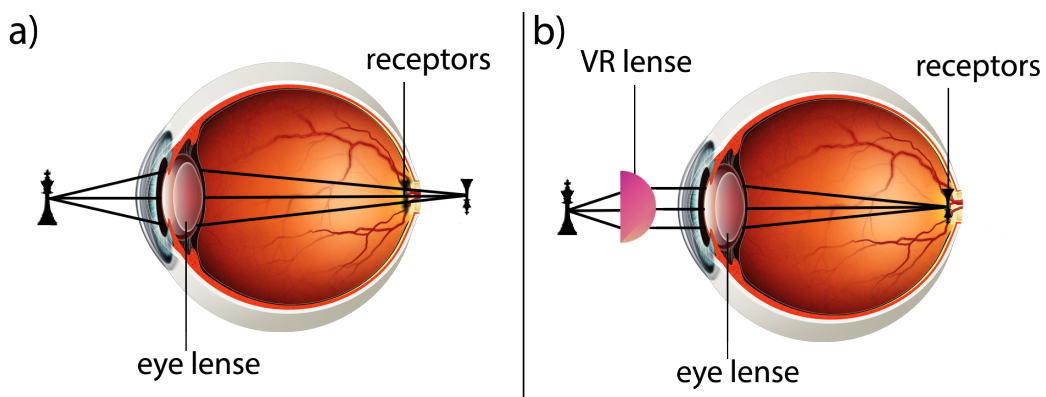 a)
receptors
eye lense
b)
VR lense
receptors
eye lense